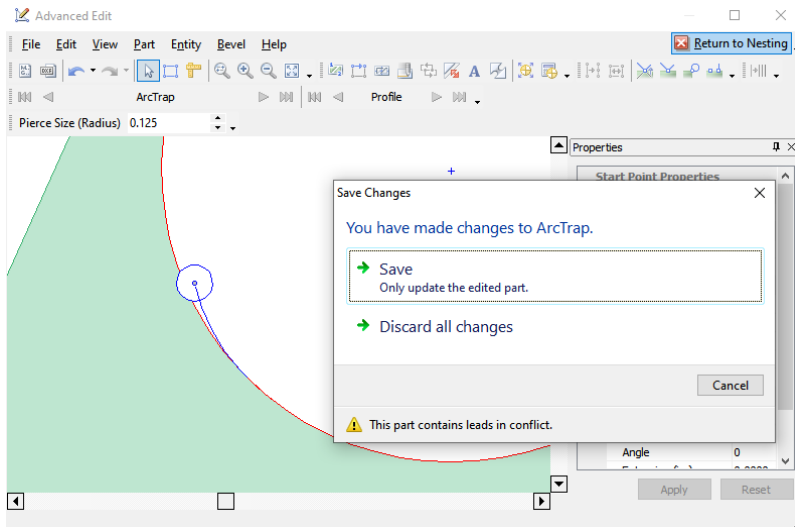 Advanced Edit
File Edit View Part Entity Bevel Help
Return to Nesting
ArcTrap Profile
Pierce Size (Radius) 0.125
Properties
Start Point Properties
Save Changes
You have made changes to ArcTrap.
Save
Only update the edited part.
Discard all changes
Cancel
This part contains leads in conflict.
Angle 0
Apply Reset